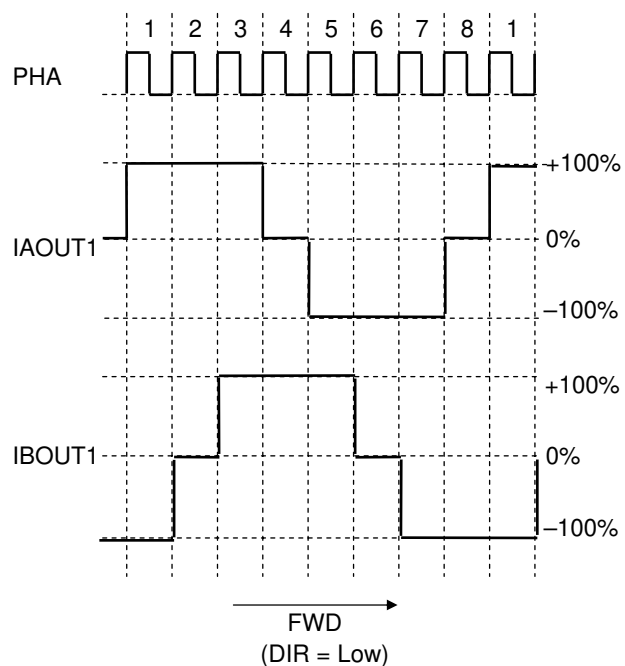 1 2 3 4 5 6 7 8 1
PHA
+100%
IAOUT1
0%
−100%
+100%
IBOUT1
0%
−100%
FWD
(DIR = Low)